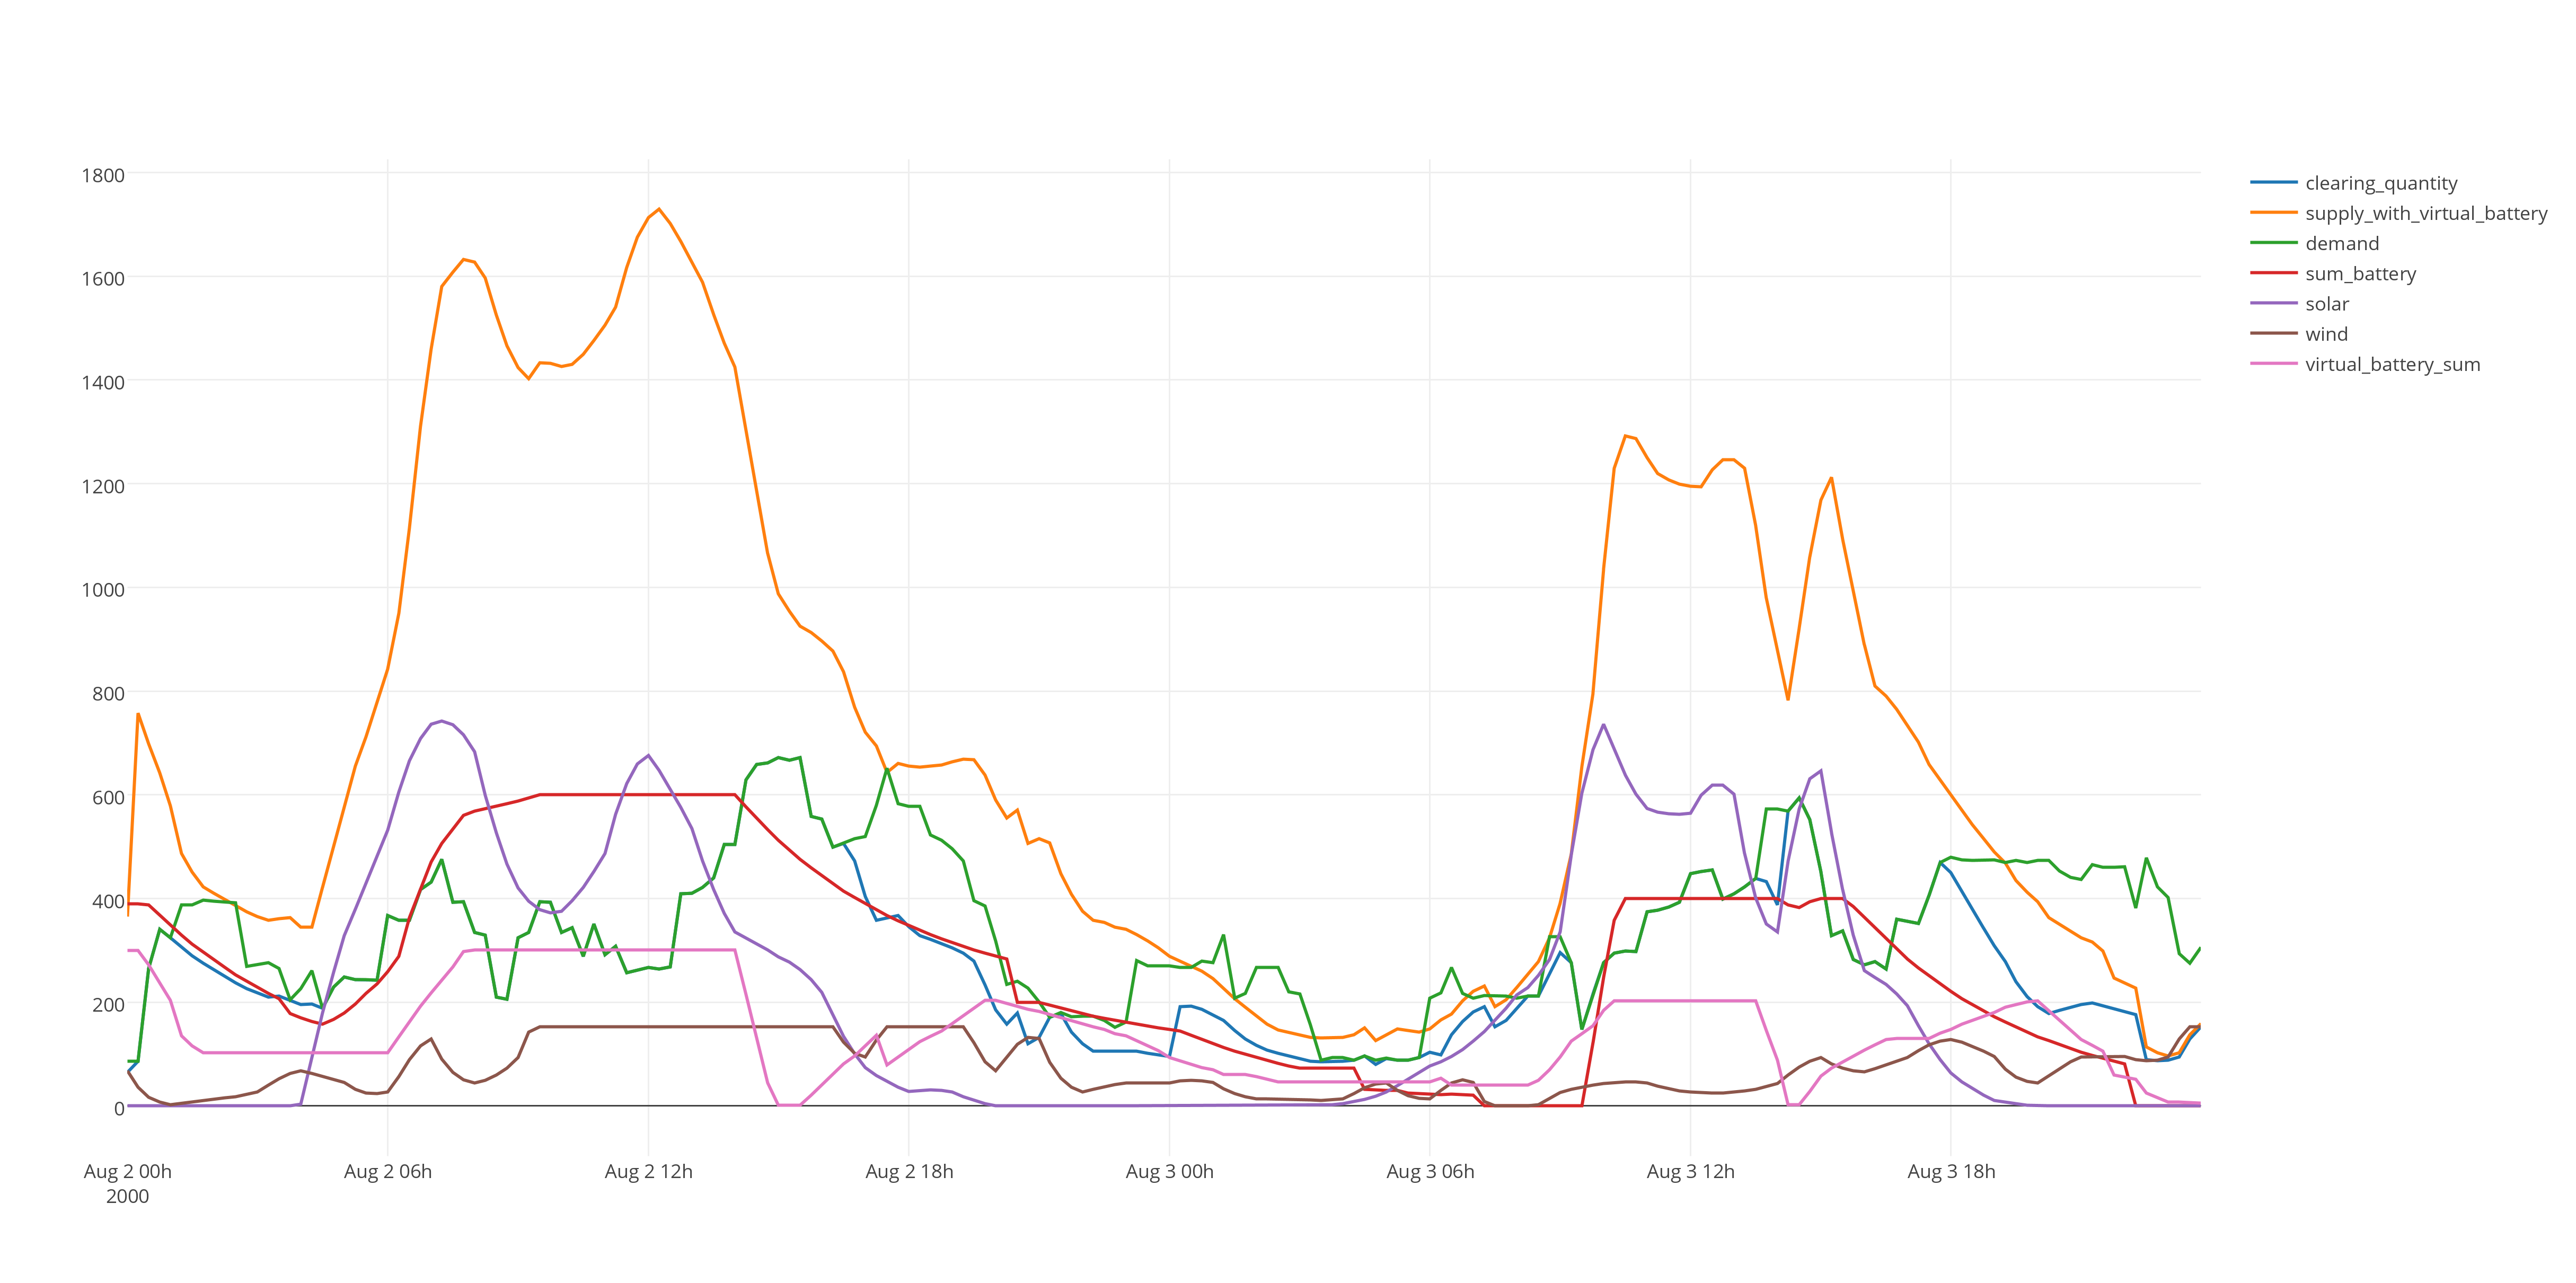 1800
1600
1400
1200
1000
800
600
400
200
0
Aug 2 00h
2000
Aug 2 06h
Aug 2 12h
Aug 2 18h
Aug 3 00h
Aug 3 06h
Aug 3 12h
Aug 3 18h
clearing_quantity
supply_with_virtual_battery
demand
sum_battery
solar
wind
virtual_battery_sum